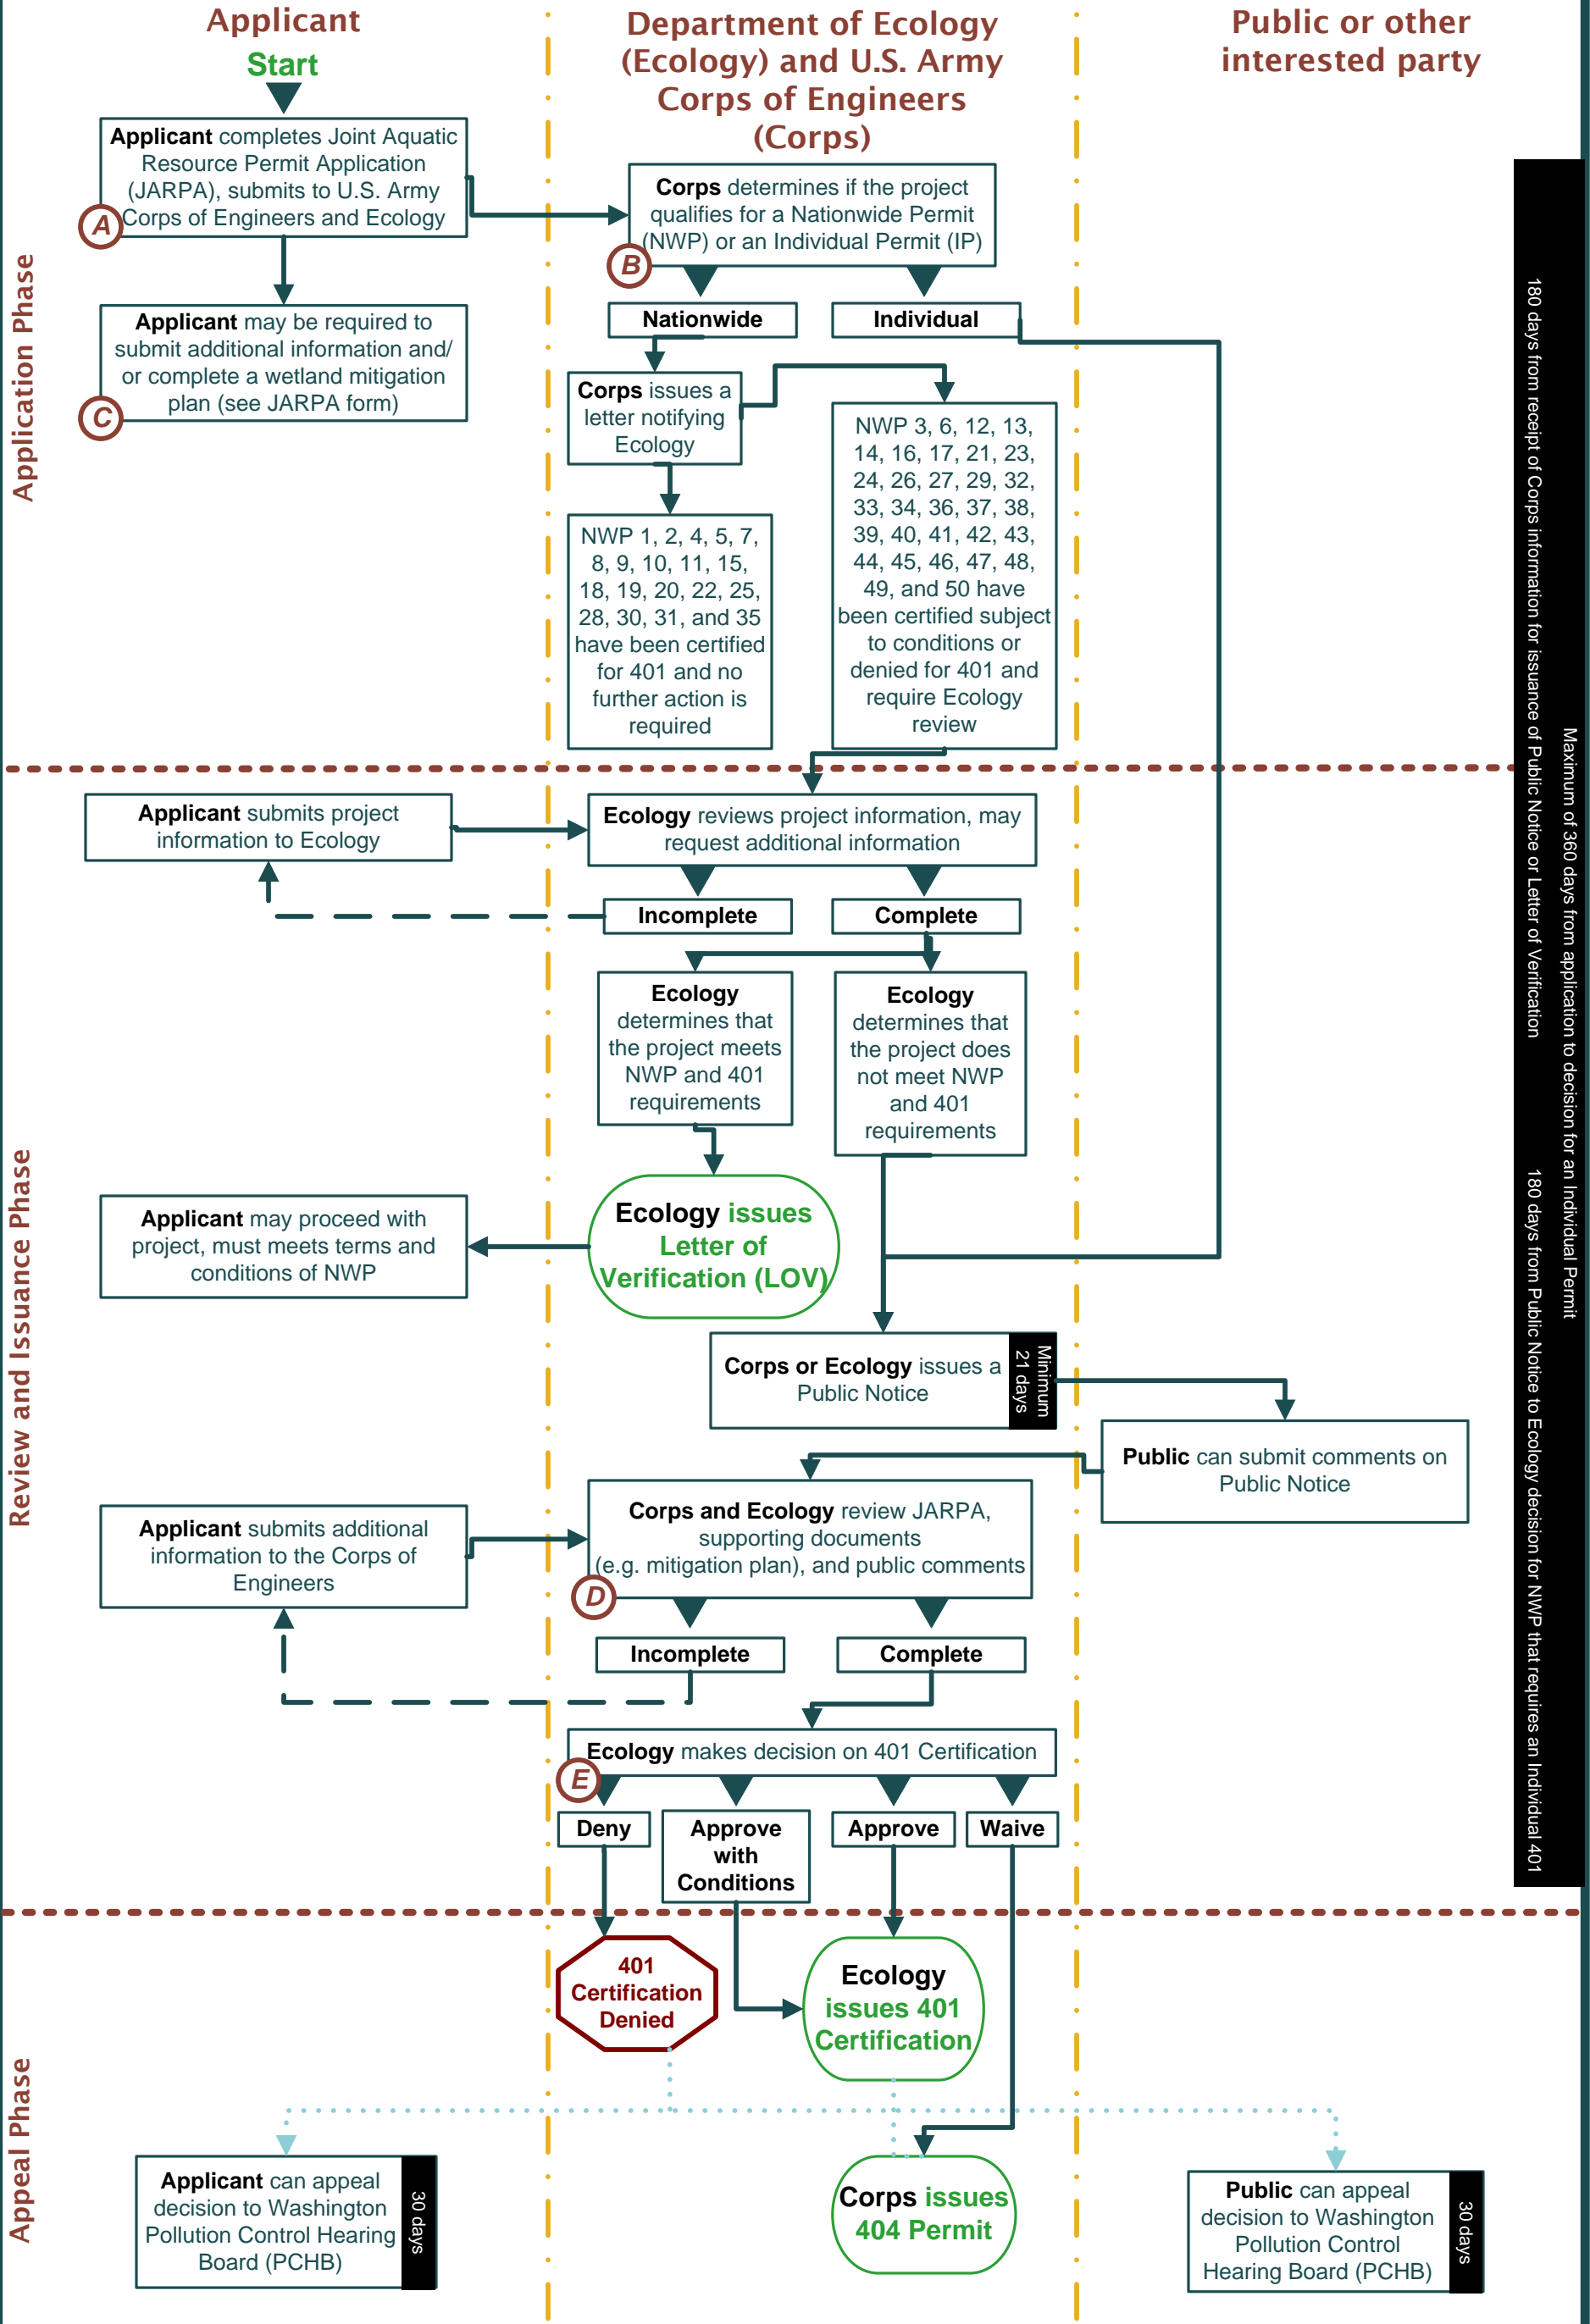 Applicant
Department of Ecology
(Ecology) and U.S. Army
Corps of Engineers
(Corps)
Public or other
interested party
Start
Application Phase
Applicant completes Joint Aquatic
Resource Permit Application
(JARPA), submits to U.S. Army
Corps of Engineers and Ecology
A
Corps determines if the project
qualifies for a Nationwide Permit
(NWP) or an Individual Permit (IP)
B
Applicant may be required to
submit additional information and/
or complete a wetland mitigation
plan (see JARPA form)
C
Nationwide
Individual
Corps issues a
letter notifying
Ecology
NWP 1, 2, 4, 5, 7,
8, 9, 10, 11, 15,
18, 19, 20, 22, 25,
28, 30, 31, and 35
have been certified
for 401 and no
further action is
required
NWP 3, 6, 12, 13,
14, 16, 17, 21, 23,
24, 26, 27, 29, 32,
33, 34, 36, 37, 38,
39, 40, 41, 42, 43,
44, 45, 46, 47, 48,
49, and 50 have
been certified subject
to conditions or
denied for 401 and
require Ecology
review
Maximum of 360 days from application to decision for an Individual Permit
180 days from receipt of Corps information for issuance of Public Notice or Letter of Verification
180 days from Public Notice to Ecology decision for NWP that requires an Individual 401
Review and Issuance Phase
Applicant submits project
information to Ecology
Ecology reviews project information, may
request additional information
Incomplete
Complete
Ecology
determines that
the project meets
NWP and 401
requirements
Ecology
determines that
the project does
not meet NWP
and 401
requirements
Applicant may proceed with
project, must meets terms and
conditions of NWP
Ecology issues
Letter of
Verification (LOV)
Corps or Ecology issues a
Public Notice
Minimum
21 days
Public can submit comments on
Public Notice
Applicant submits additional
information to the Corps of
Engineers
Corps and Ecology review JARPA,
supporting documents
(e.g. mitigation plan), and public comments
D
Incomplete
Complete
Ecology makes decision on 401 Certification
E
Deny
Approve
with
Conditions
Approve
Waive
Appeal Phase
401
Certification
Denied
Ecology
issues 401
Certification
Applicant can appeal
decision to Washington
Pollution Control Hearing
Board (PCHB)
30 days
Corps issues
404 Permit
Public can appeal
decision to Washington
Pollution Control
Hearing Board (PCHB)
30 days